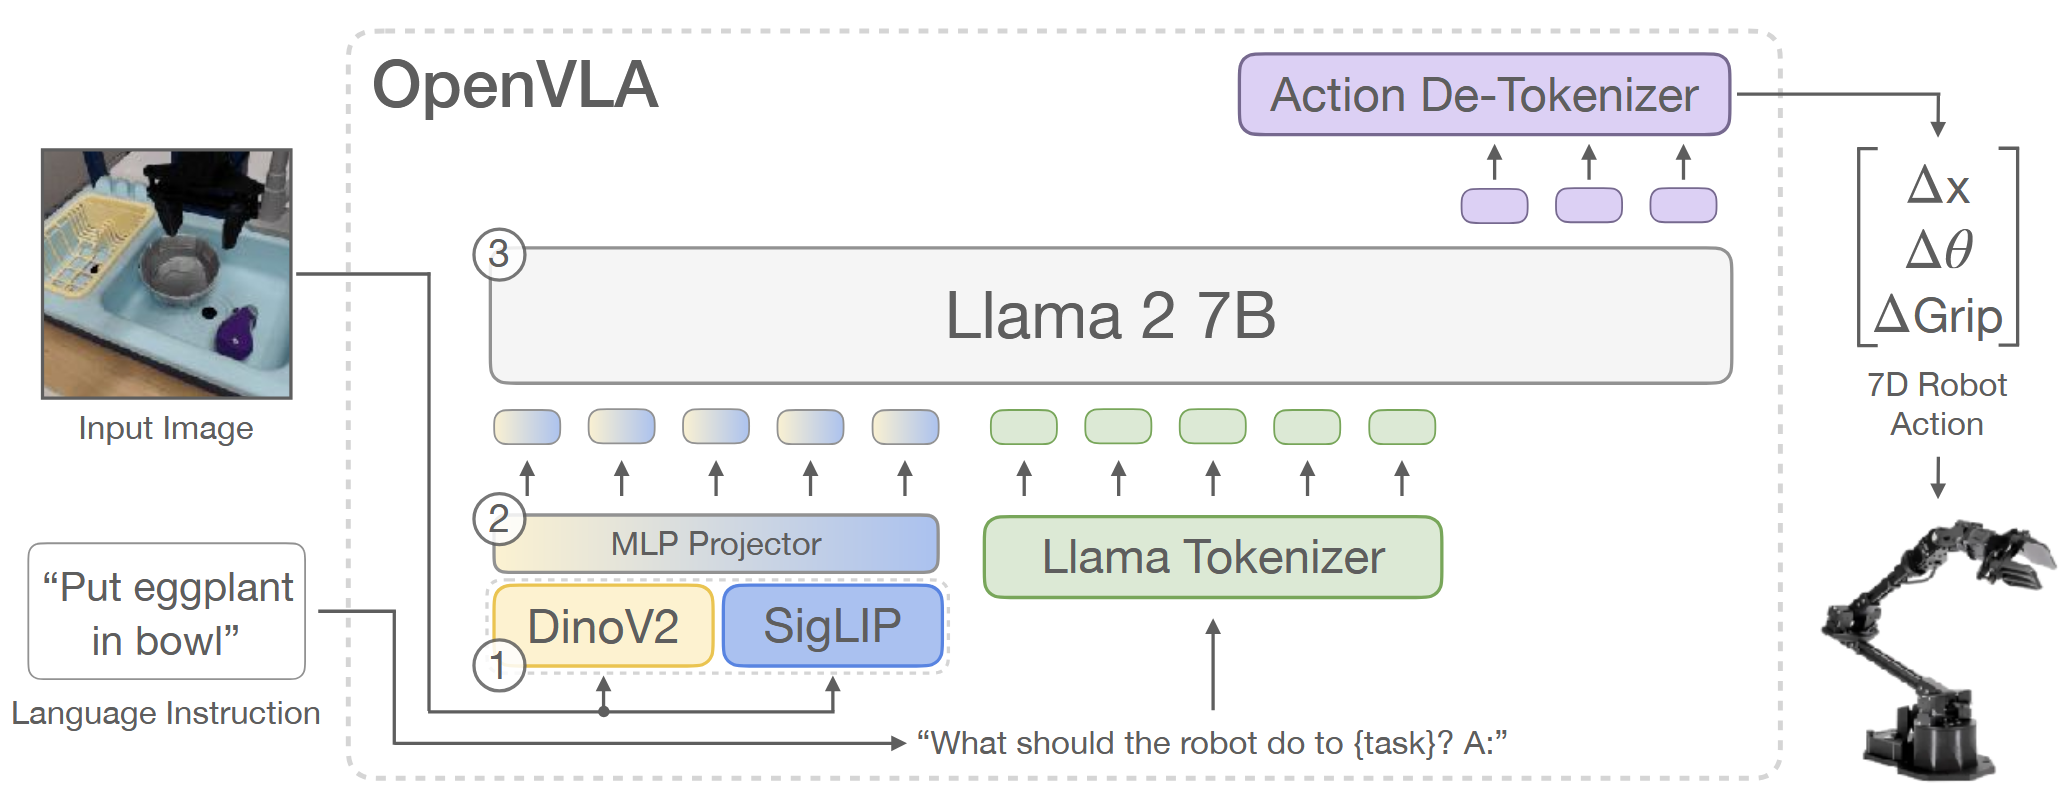 OpenVLA
Action De-Tokenizer
Δx
Δθ
ΔGrip
7D Robot
Action
3
Llama 2 7B
Input Image
2
MLP Projector
Llama Tokenizer
1
DinoV2
SigLIP
“Put eggplant
in bowl”
Language Instruction
“What should the robot do to {task}? A:”